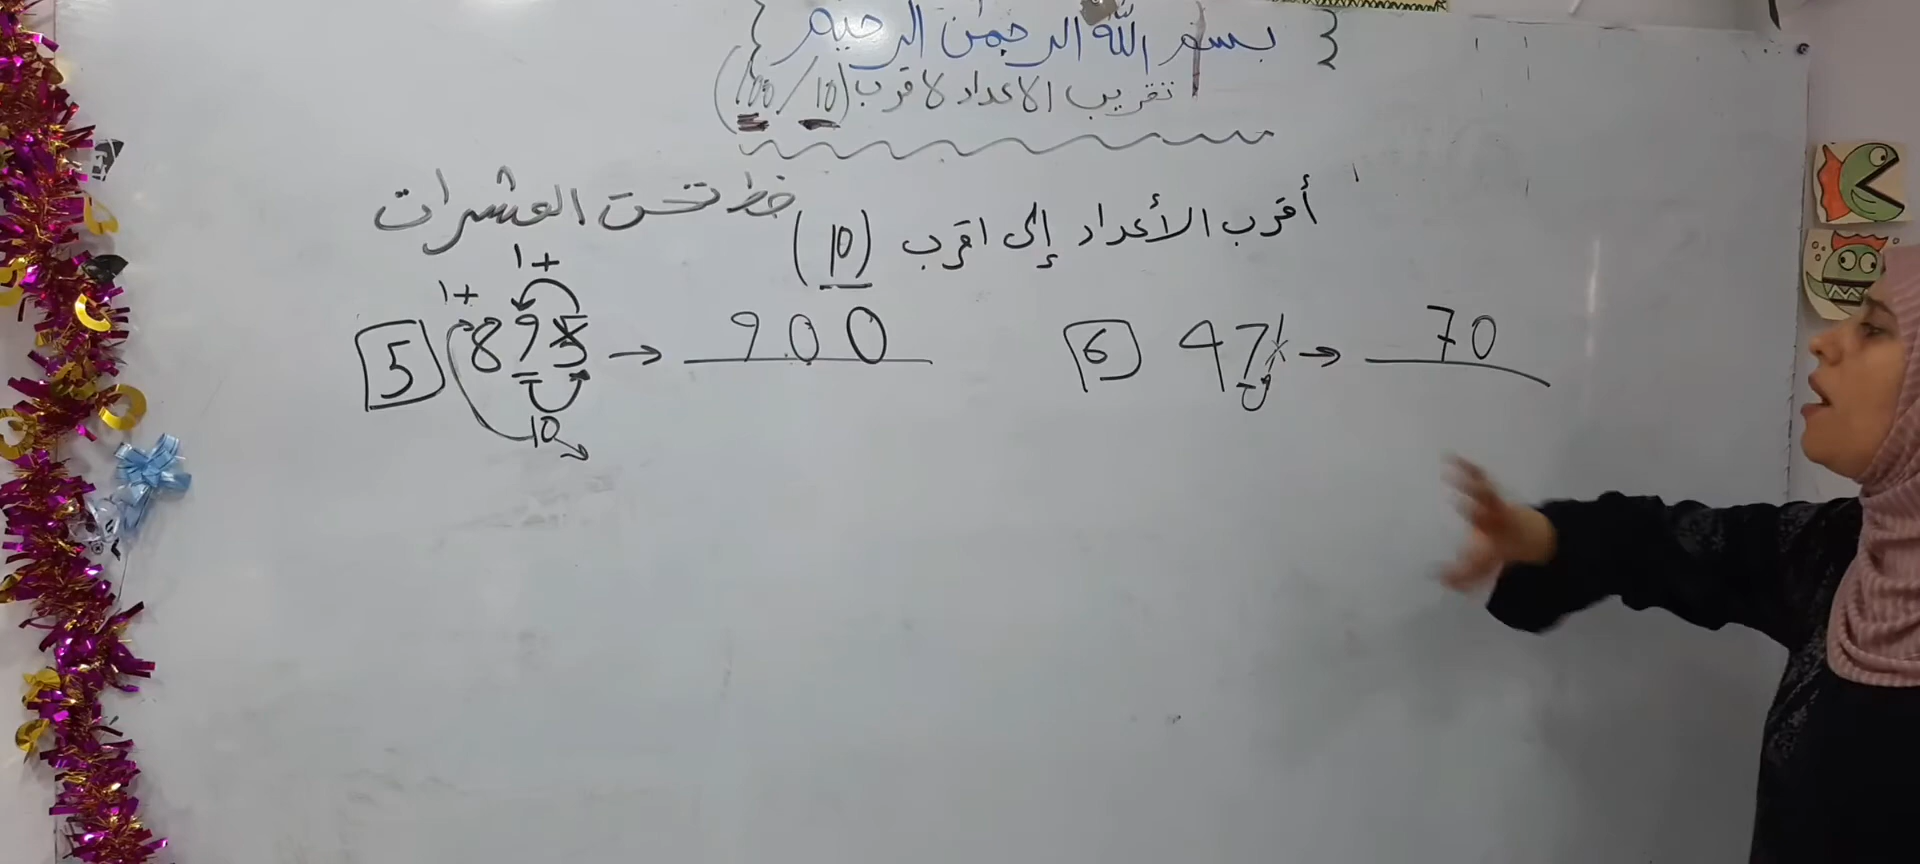 بسم الله الرحمن الرحيم
تقريب الاعداد لاقرب (10/100)
أقرب الأعداد إلى اقرب (10)
خط تحت العشرات
1+
1+
5 895 → 900
10
6 471 → 70